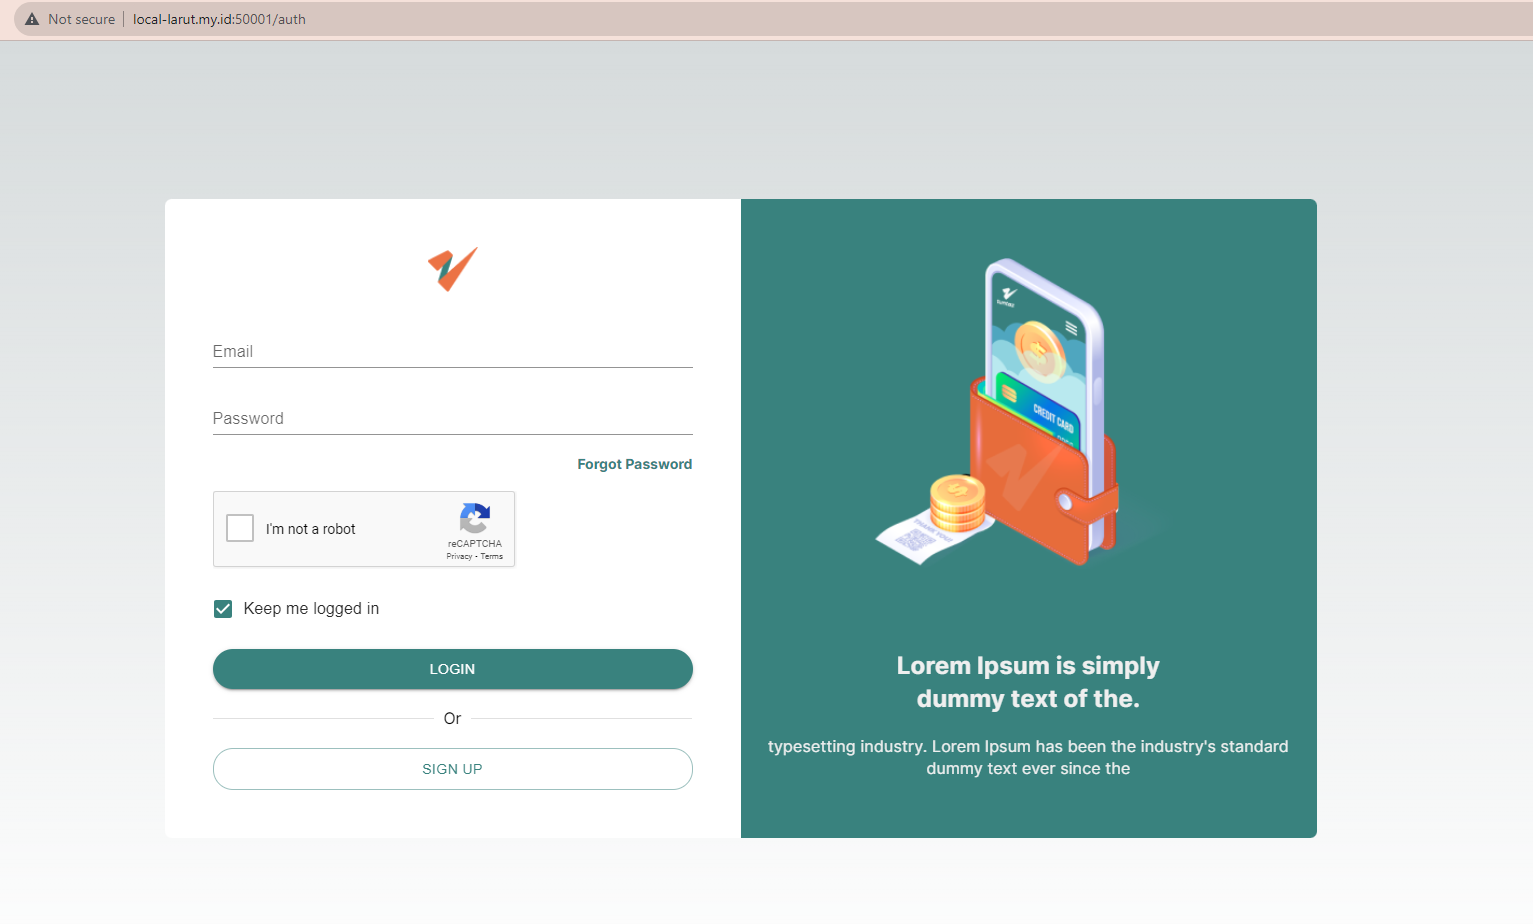 Not secure
local-larut.my.id:50001/auth
Email
Password
Forgot Password
I'm not a robot
reCAPTCHA
Privacy - Terms
Keep me logged in
LOGIN
Or
SIGN UP
CREDIT CARD
THANK YOU!
Lorem Ipsum is simply
dummy text of the.
typesetting industry. Lorem Ipsum has been the industry's standard
dummy text ever since the